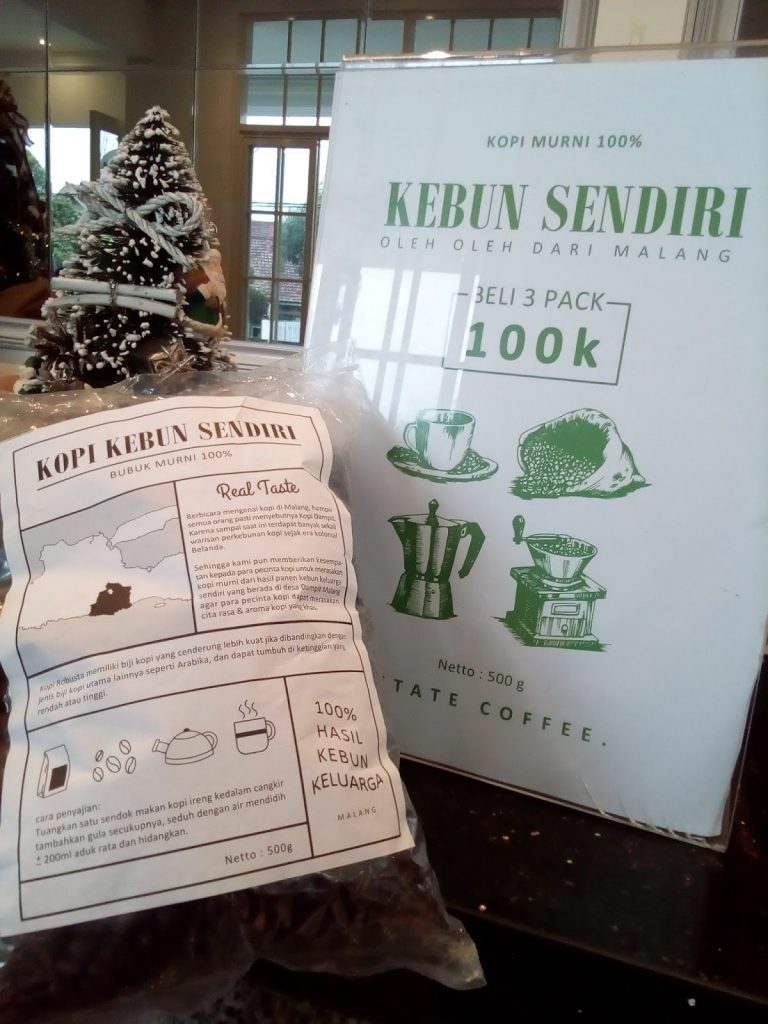 KOPI MURNI 100%
KEBUN SENDIRI
OLEH OLEH DARI MALANG
BELI 3 PACK
100k
Netto : 500 g
TATE COFFEE.
KOPI KEBUN SENDIRI
BUBUK MURNI 100%
Real Taste
Berbicara mengenai kopi di Malang, hampir
semua orang pasti menyebutnya Kopi Dampit,
Karena sampai saat ini terdapat banyak sekali
warisan perkebunan kopi sejak era kolonial
Belanda.
Sehingga kami pun memberikan kesempa-
tan kepada para pecinta kopi untuk merasakan
kopi murni dari hasil panen kebun keluarga
sendiri yang berada di desa Dampit Malang
agar para pecinta kopi dapat merasakan
cita rasa & aroma kopi yang khas.
Kopi Robusta memiliki biji kopi yang cenderung lebih kuat jika dibandingkan dengan
jenis biji kopi utama lainnya seperti Arabika, dan dapat tumbuh di ketinggian yang
rendah atau tinggi.
100%
HASIL
KEBUN
KELUARGA
MALANG
cara penyajian:
Tuangkan satu sendok makan kopi ireng kedalam cangkir
tambahkan gula secukupnya, seduh dengan air mendidih
± 200ml aduk rata dan hidangkan.
Netto : 500g